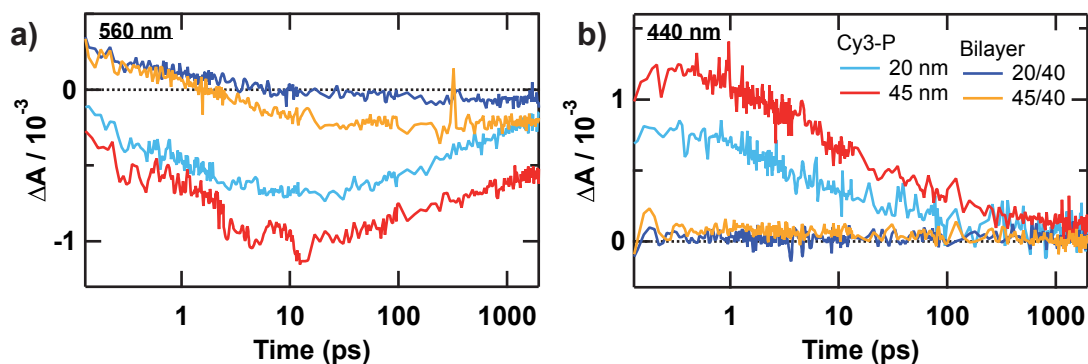 a)
560 nm
ΔA / 10⁻³
0
-1
1
10
100
1000
Time (ps)
b)
440 nm
Cy3-P
Bilayer
20 nm
20/40
45 nm
45/40
ΔA / 10⁻³
1
0
1
10
100
1000
Time (ps)